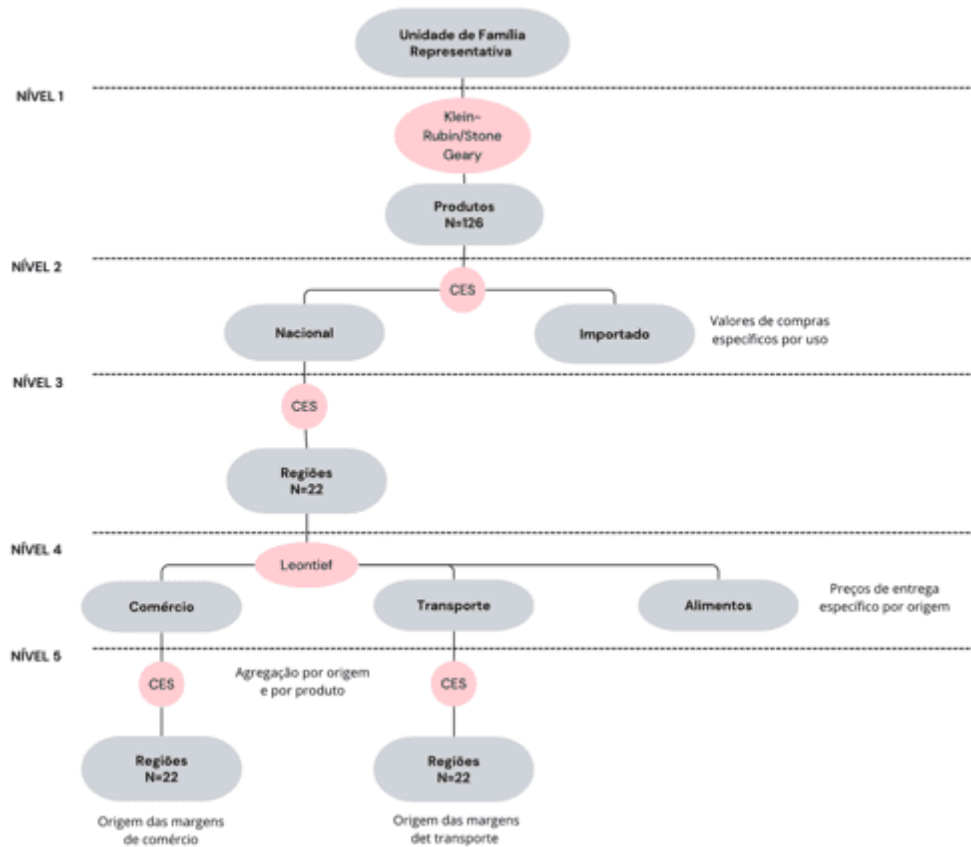 Unidade de Família
Representativa
NÍVEL 1
Klein-
Rubin/Stone
Geary
Produtos
N=126
NÍVEL 2
CES
Nacional
Importado
Valores de compras
específicos por uso
NÍVEL 3
CES
Regiões
N=22
NÍVEL 4
Leontief
Comércio
Transporte
Alimentos
Preços de entrega
específico por origem
NÍVEL 5
CES
Agregação por origem
e por produto
CES
Regiões
N=22
Regiões
N=22
Origem das margens
de comércio
Origem das margens
det transporte